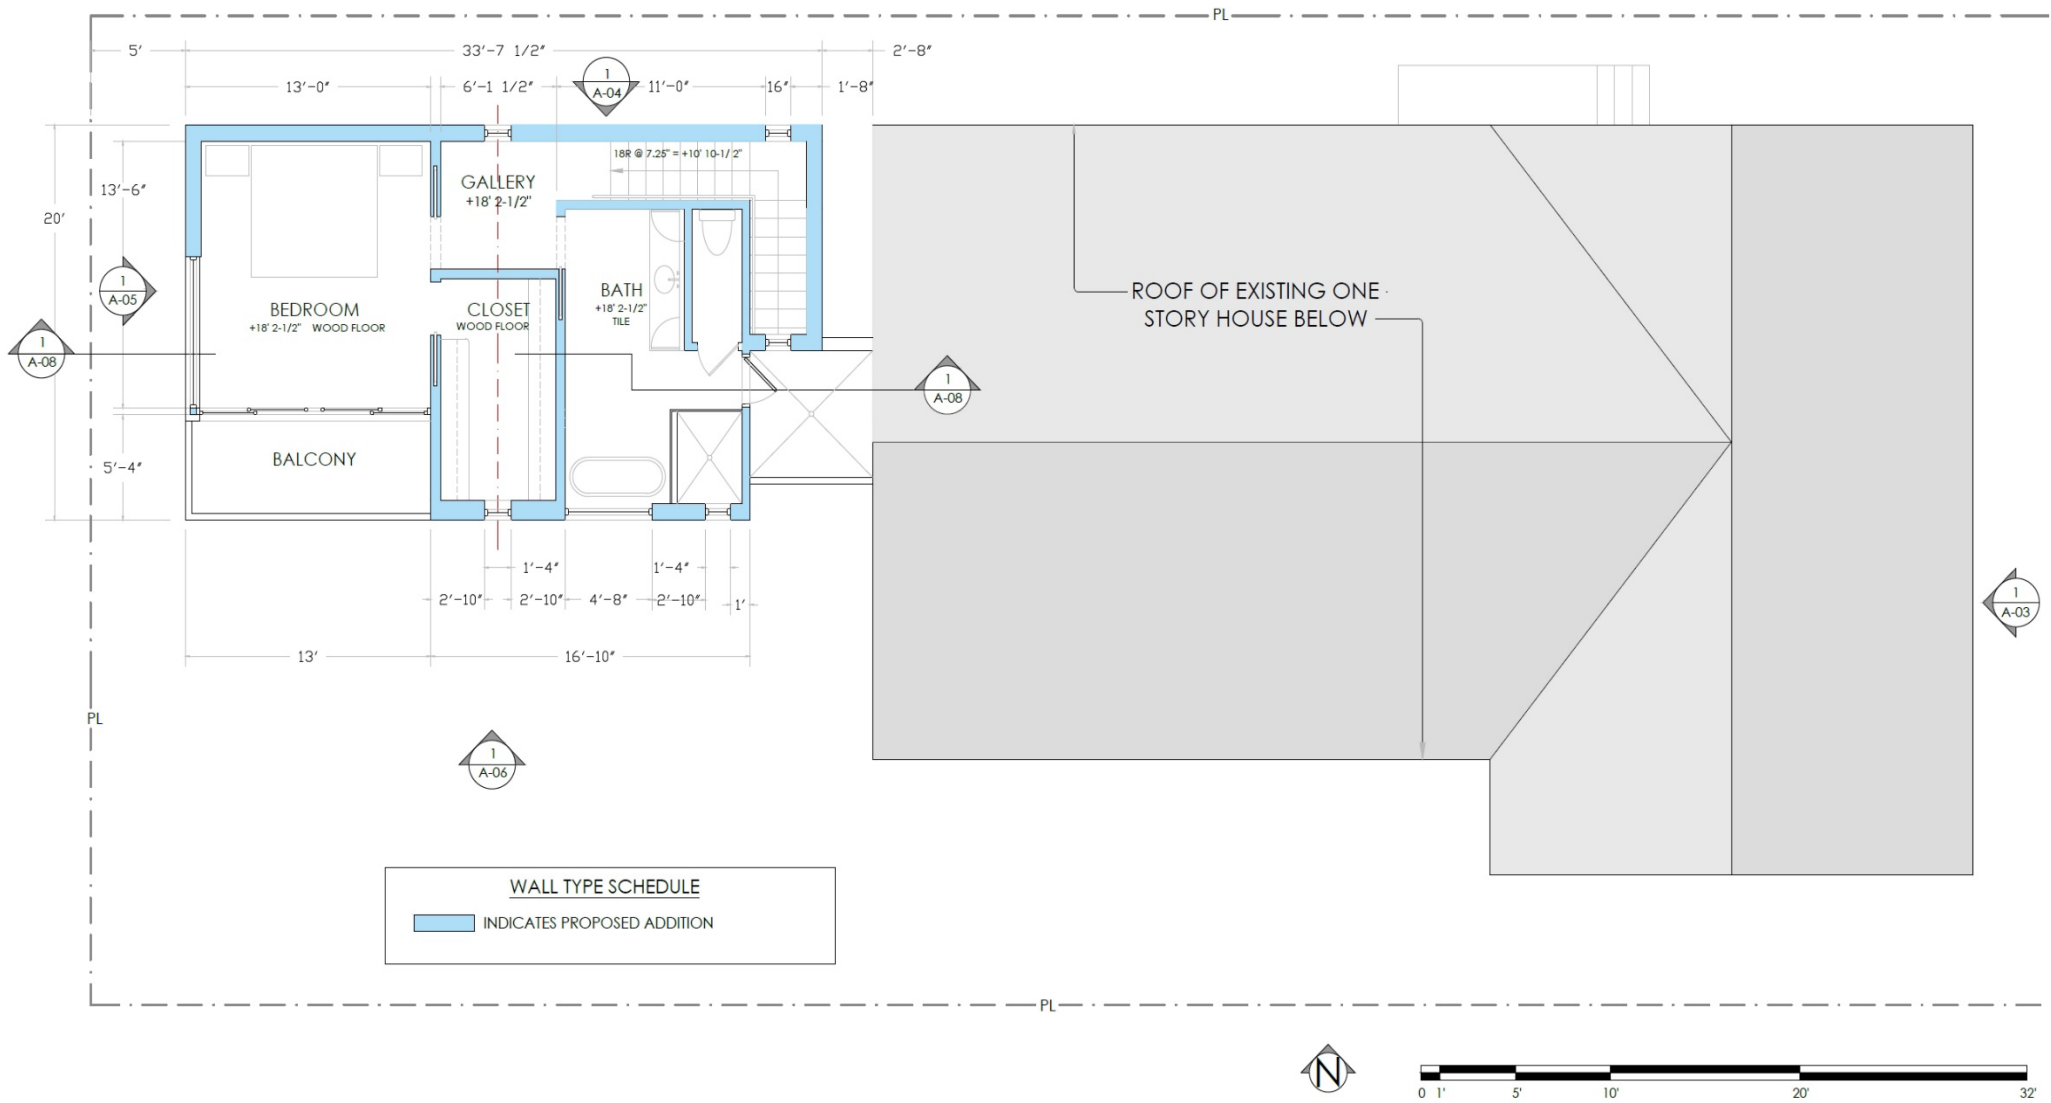 PL
5'
33'-7 1/2"
2'-8"
13'-0"
6'-1 1/2"
1
A-04
11'-0"
16"
1'-8"
18R @ 7.25" = +10' 10-1/2"
13'-6"
GALLERY
+18' 2-1/2"
20'
1
A-05
BEDROOM
+18' 2-1/2" WOOD FLOOR
CLOSET
WOOD FLOOR
BATH
+18' 2-1/2"
TILE
ROOF OF EXISTING ONE
STORY HOUSE BELOW
1
A-08
1
A-08
5'-4"
BALCONY
1'-4"
1'-4"
2'-10"
2'-10"
4'-8"
2'-10"
1'
1
A-03
13'
16'-10"
PL
1
A-06
WALL TYPE SCHEDULE
INDICATES PROPOSED ADDITION
PL
N
0 1' 5' 10' 20' 32'